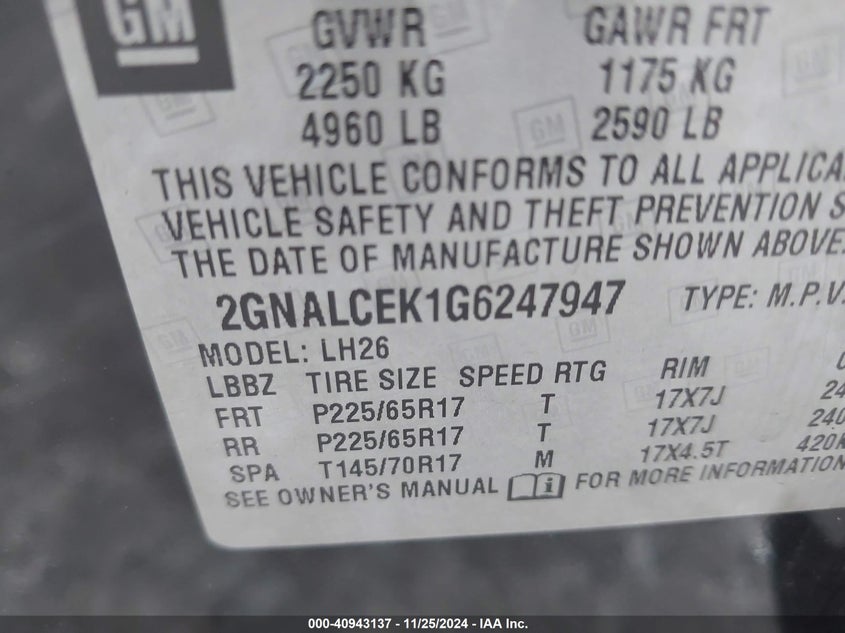 GM
GVWR GAWR FRT
2250 KG 1175 KG
4960 LB 2590 LB
THIS VEHICLE CONFORMS TO ALL APPLICA
VEHICLE SAFETY AND THEFT PREVENTION S
THE DATE OF MANUFACTURE SHOWN ABOVE.
2GNALCEK1G6247947 TYPE: M.P.V.
MODEL: LH26
LBBZ TIRE SIZE SPEED RTG RIM
FRT P225/65R17 T 17X7J 24
RR P225/65R17 T 17X7J 240
SPA T145/70R17 M 17X4.5T 420K
SEE OWNER'S MANUAL FOR MORE INFORMATION
000-40943137 - 11/25/2024 - IAA Inc.